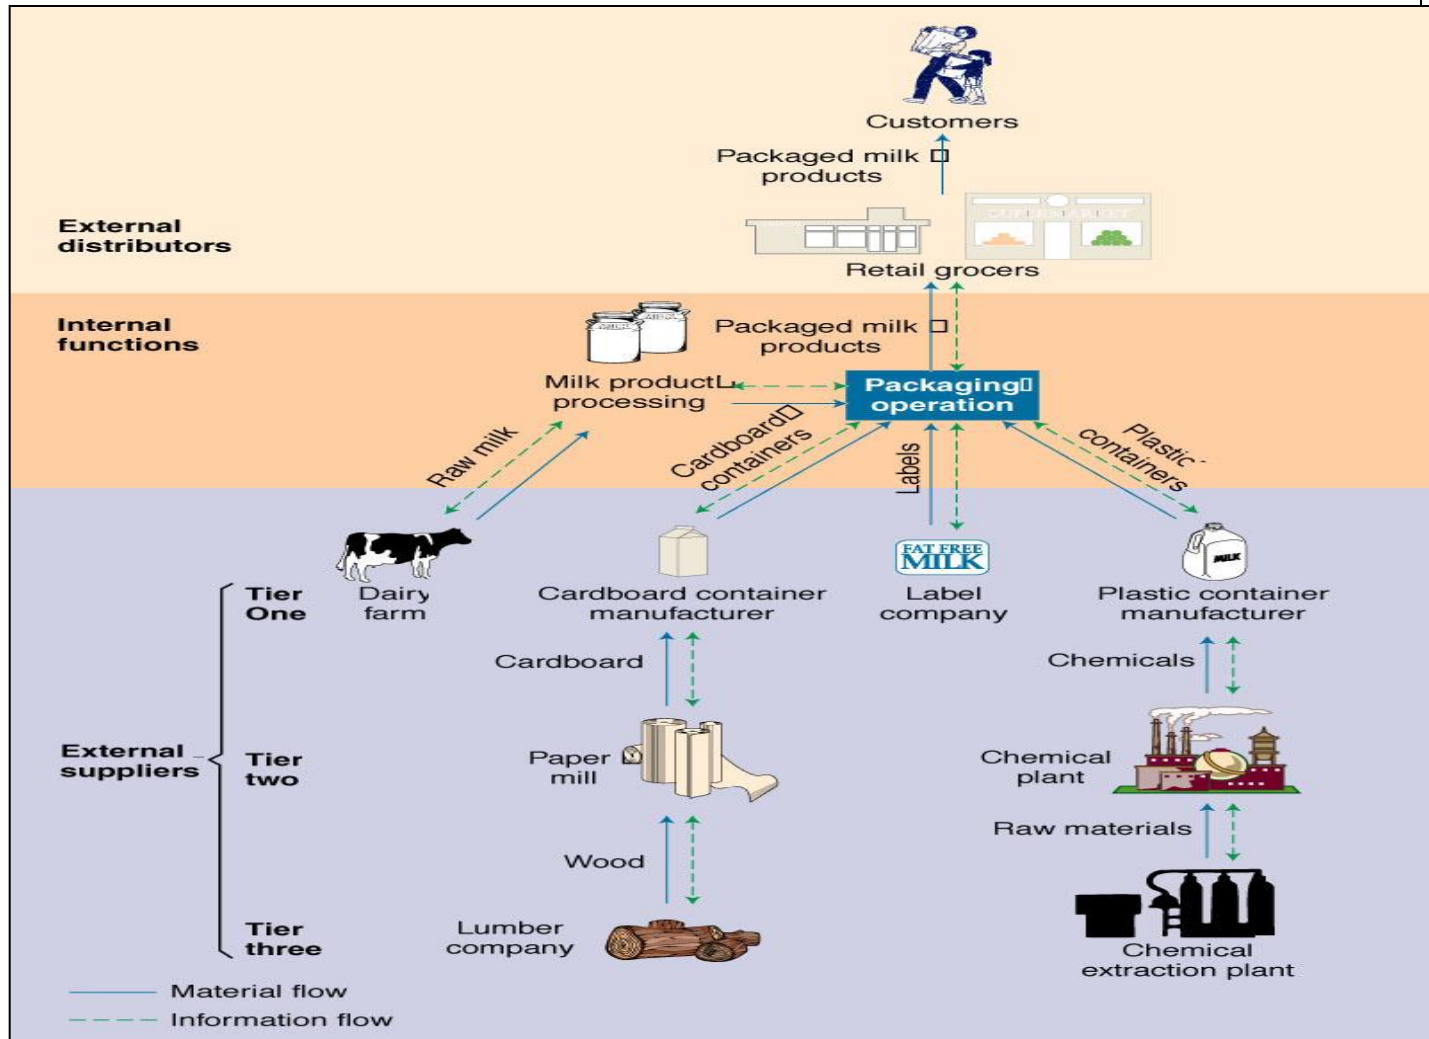 Customers
Packaged milk
products
External
distributors
SUPERMARKET
Retail grocers
Internal
functions
Packaged milk
products
Milk product
processing
Packaging
operation
Raw milk
Cardboard
containers
Labels
Plastic
containers
FAT FREE
MILK
MILK
Tier
One
Dairy
farm
Cardboard container
manufacturer
Label
company
Plastic container
manufacturer
Cardboard
Chemicals
External
suppliers
Tier
two
Paper
mill
Chemical
plant
Raw materials
Wood
Tier
three
Lumber
company
Chemical
extraction plant
Material flow
Information flow